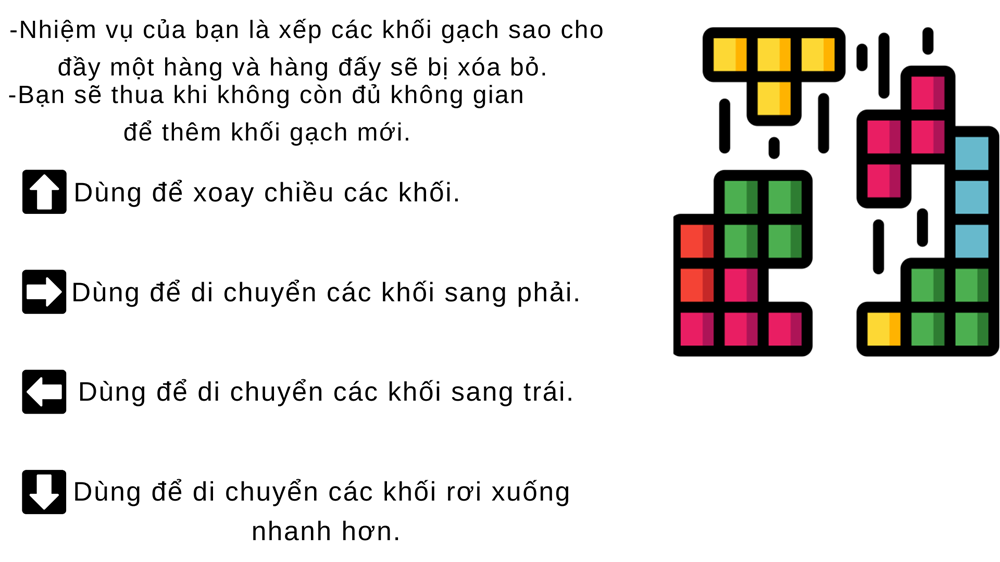 -Nhiệm vụ của bạn là xếp các khối gạch sao cho
đầy một hàng và hàng đấy sẽ bị xóa bỏ.
-Bạn sẽ thua khi không còn đủ không gian
để thêm khối gạch mới.
Dùng để xoay chiều các khối.
Dùng để di chuyển các khối sang phải.
Dùng để di chuyển các khối sang trái.
Dùng để di chuyển các khối rơi xuống
nhanh hơn.